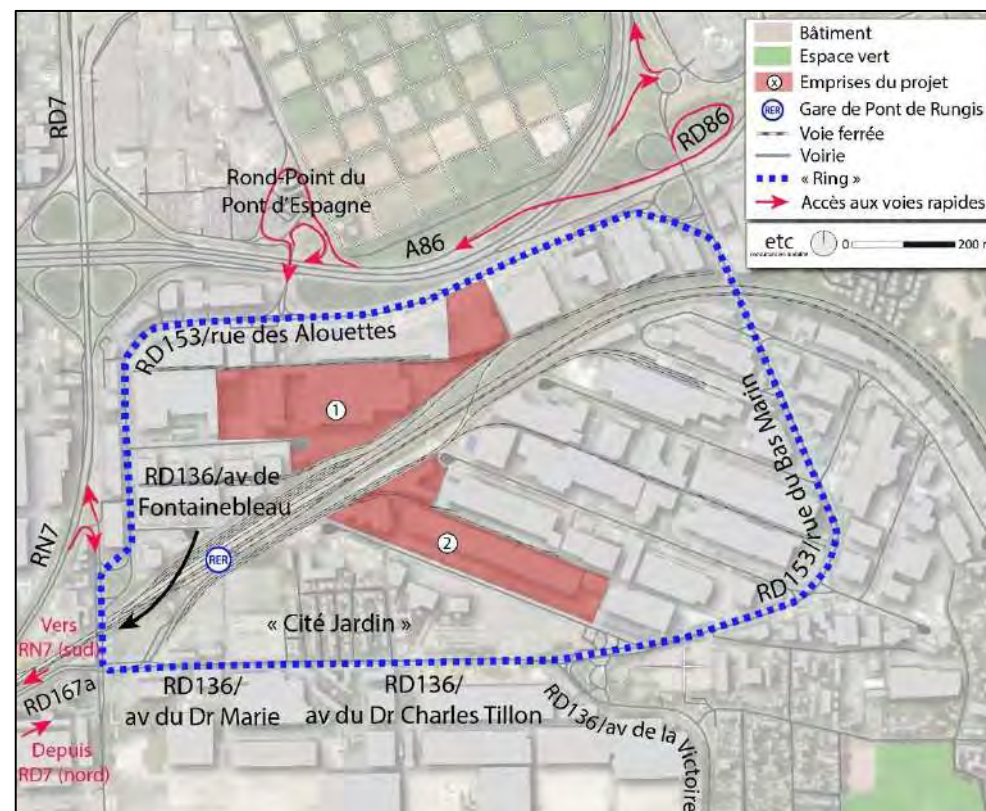 Bâtiment
Espace vert
x
Emprises du projet
RER
Gare de Pont de Rungis
Voie ferrée
Voirie
« Ring »
Accès aux voies rapides
etc
0
200 m
RD7
Rond-Point du
Pont d'Espagne
RD86
A86
RD153/rue des Alouettes
1
RD136/av de
Fontainebleau
RD153/rue du Bas Marin
RN7
RER
2
Vers
RN7 (sud)
« Cité Jardin »
RD167a
RD136/
av du Dr Marie
RD136/
av du Dr Charles Tillon
RD136/av de la Victoire
Depuis
RD7 (nord)